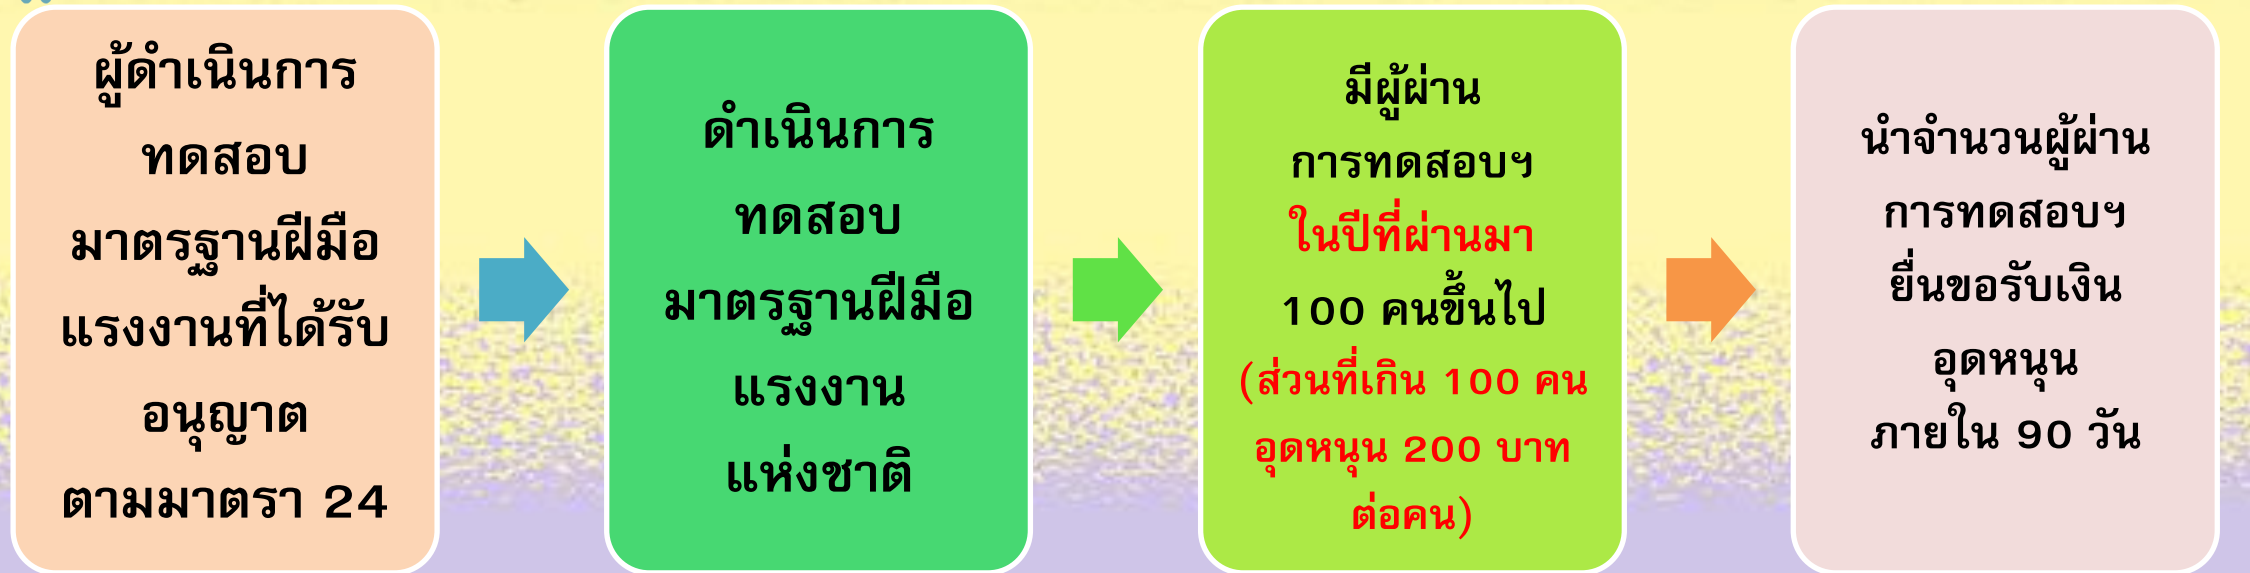 ผู้ดำเนินการ
ทดสอบ
มาตรฐานฝีมือ
แรงงานที่ได้รับ
อนุญาต
ตามมาตรา 24
ดำเนินการ
ทดสอบ
มาตรฐานฝีมือ
แรงงาน
แห่งชาติ
มีผู้ผ่าน
การทดสอบฯ
ในปีที่ผ่านมา
100 คนขึ้นไป
(ส่วนที่เกิน 100 คน
อุดหนุน 200 บาท
ต่อคน)
นำจำนวนผู้ผ่าน
การทดสอบฯ
ยื่นขอรับเงิน
อุดหนุน
ภายใน 90 วัน